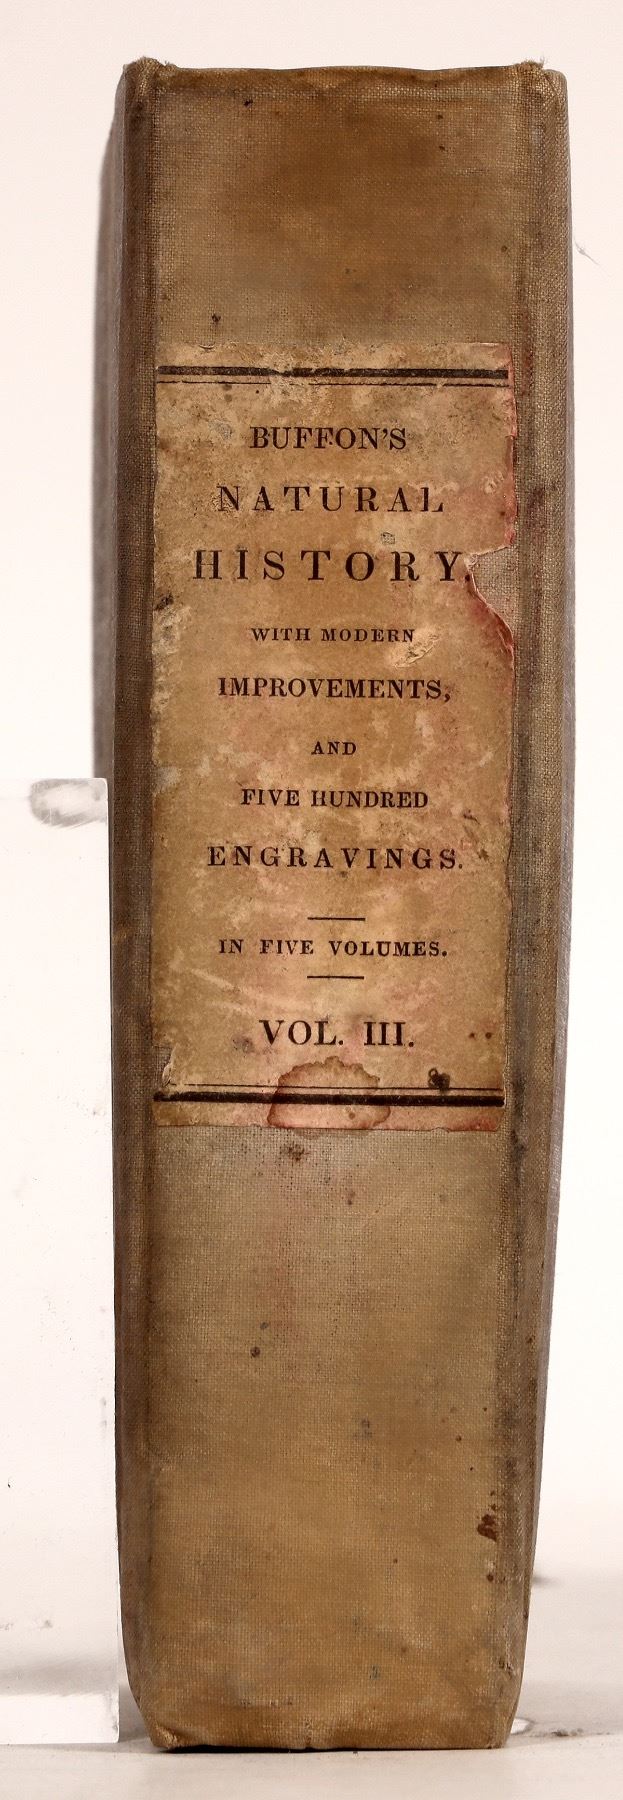 BUFFON'S
NATURAL
HISTORY.
WITH MODERN
IMPROVEMENTS,
AND
FIVE HUNDRED
ENGRAVINGS.
IN FIVE VOLUMES.
VOL. III.